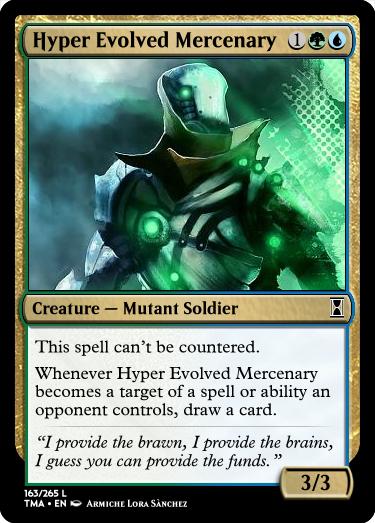 Hyper Evolved Mercenary 1
Creature — Mutant Soldier
This spell can't be countered.
Whenever Hyper Evolved Mercenary
becomes a target of a spell or ability an
opponent controls, draw a card.
“I provide the brawn, I provide the brains,
I guess you can provide the funds.”
3/3
163/265 L
TMA • EN Armiche Lora Sànchez